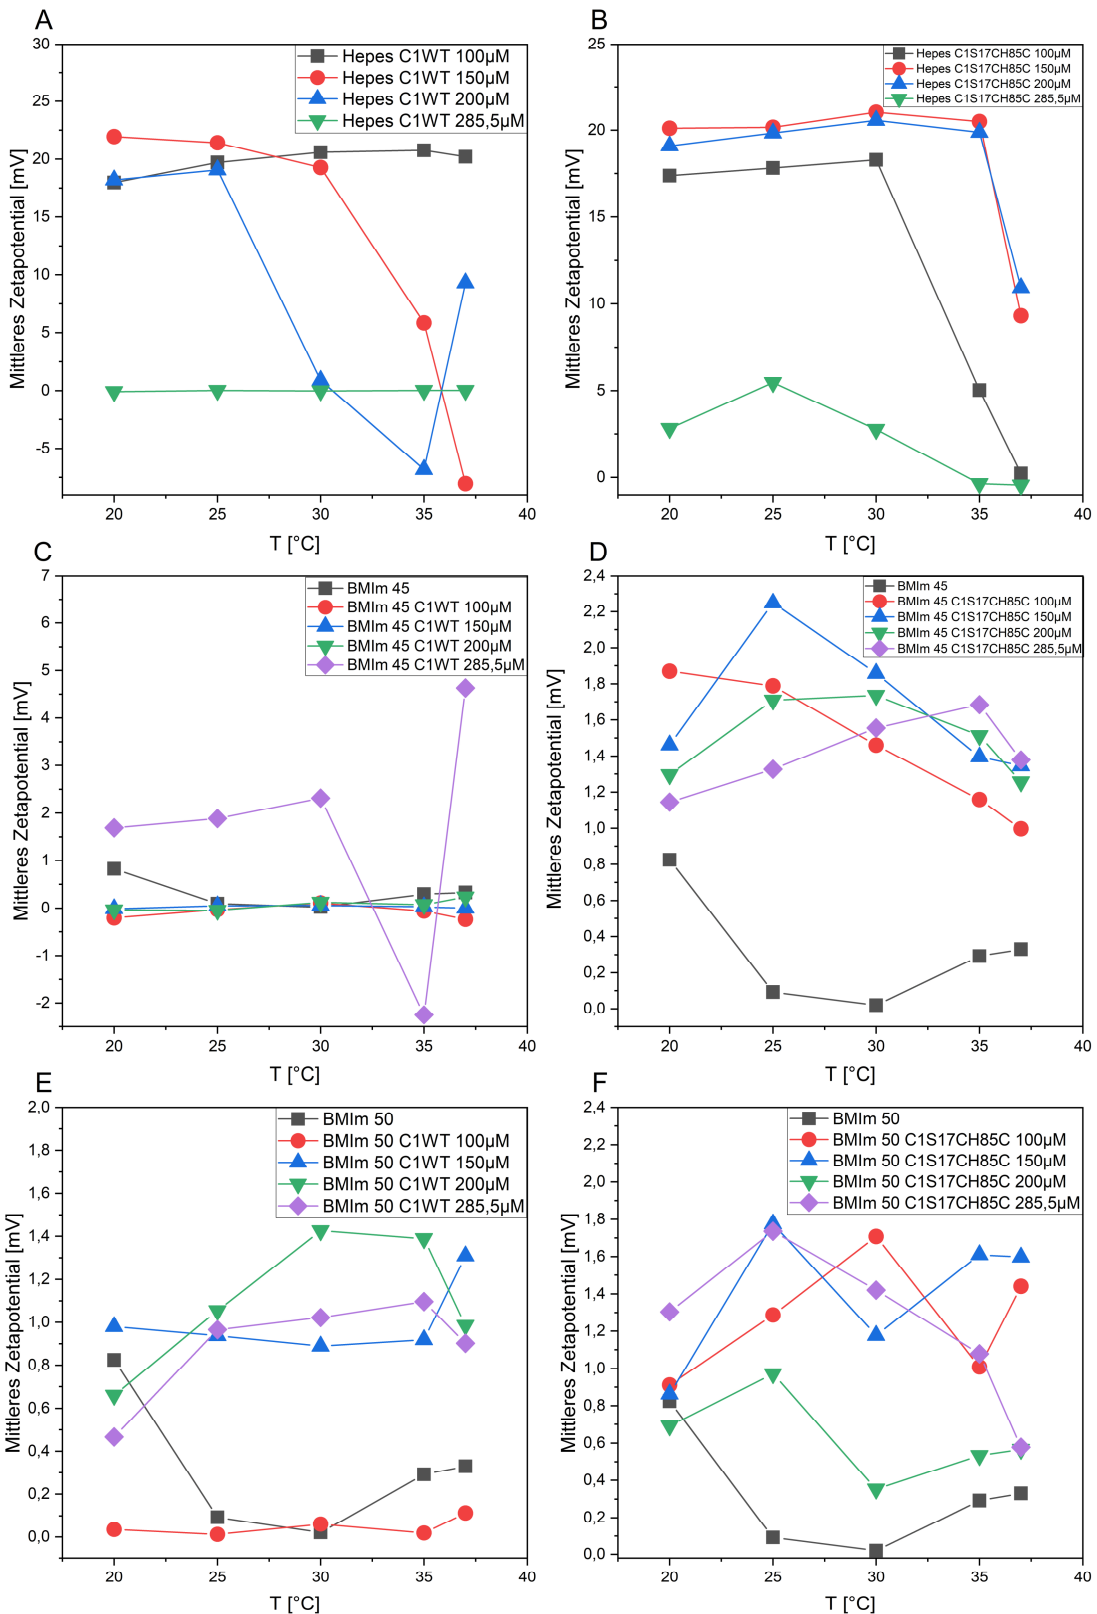 A
30
25
20
15
10
5
0
-5
Mittleres Zetapotential [mV]
Hepes C1WT 100µM
Hepes C1WT 150µM
Hepes C1WT 200µM
Hepes C1WT 285,5µM
20 25 30 35 40
T [°C]
B
25
20
15
10
5
0
Mittleres Zetapotential [mV]
Hepes C1S17CH85C 100µM
Hepes C1S17CH85C 150µM
Hepes C1S17CH85C 200µM
Hepes C1S17CH85C 285,5µM
20 25 30 35 40
T [°C]
C
7
6
5
4
3
2
1
0
-1
-2
Mittleres Zetapotential [mV]
BMIm 45
BMIm 45 C1WT 100µM
BMIm 45 C1WT 150µM
BMIm 45 C1WT 200µM
BMIm 45 C1WT 285,5µM
20 25 30 35 40
T [°C]
D
2,4
2,2
2,0
1,8
1,6
1,4
1,2
1,0
0,8
0,6
0,4
0,2
0,0
Mittleres Zetapotential [mV]
BMIm 45
BMIm 45 C1S17CH85C 100µM
BMIm 45 C1S17CH85C 150µM
BMIm 45 C1S17CH85C 200µM
BMIm 45 C1S17CH85C 285,5µM
20 25 30 35 40
T [°C]
E
2,0
1,8
1,6
1,4
1,2
1,0
0,8
0,6
0,4
0,2
0,0
Mittleres Zetapotential [mV]
BMIm 50
BMIm 50 C1WT 100µM
BMIm 50 C1WT 150µM
BMIm 50 C1WT 200µM
BMIm 50 C1WT 285,5µM
20 25 30 35 40
T [°C]
F
2,4
2,2
2,0
1,8
1,6
1,4
1,2
1,0
0,8
0,6
0,4
0,2
0,0
Mittleres Zetapotential [mV]
BMIm 50
BMIm 50 C1S17CH85C 100µM
BMIm 50 C1S17CH85C 150µM
BMIm 50 C1S17CH85C 200µM
BMIm 50 C1S17CH85C 285,5µM
20 25 30 35 40
T [°C]